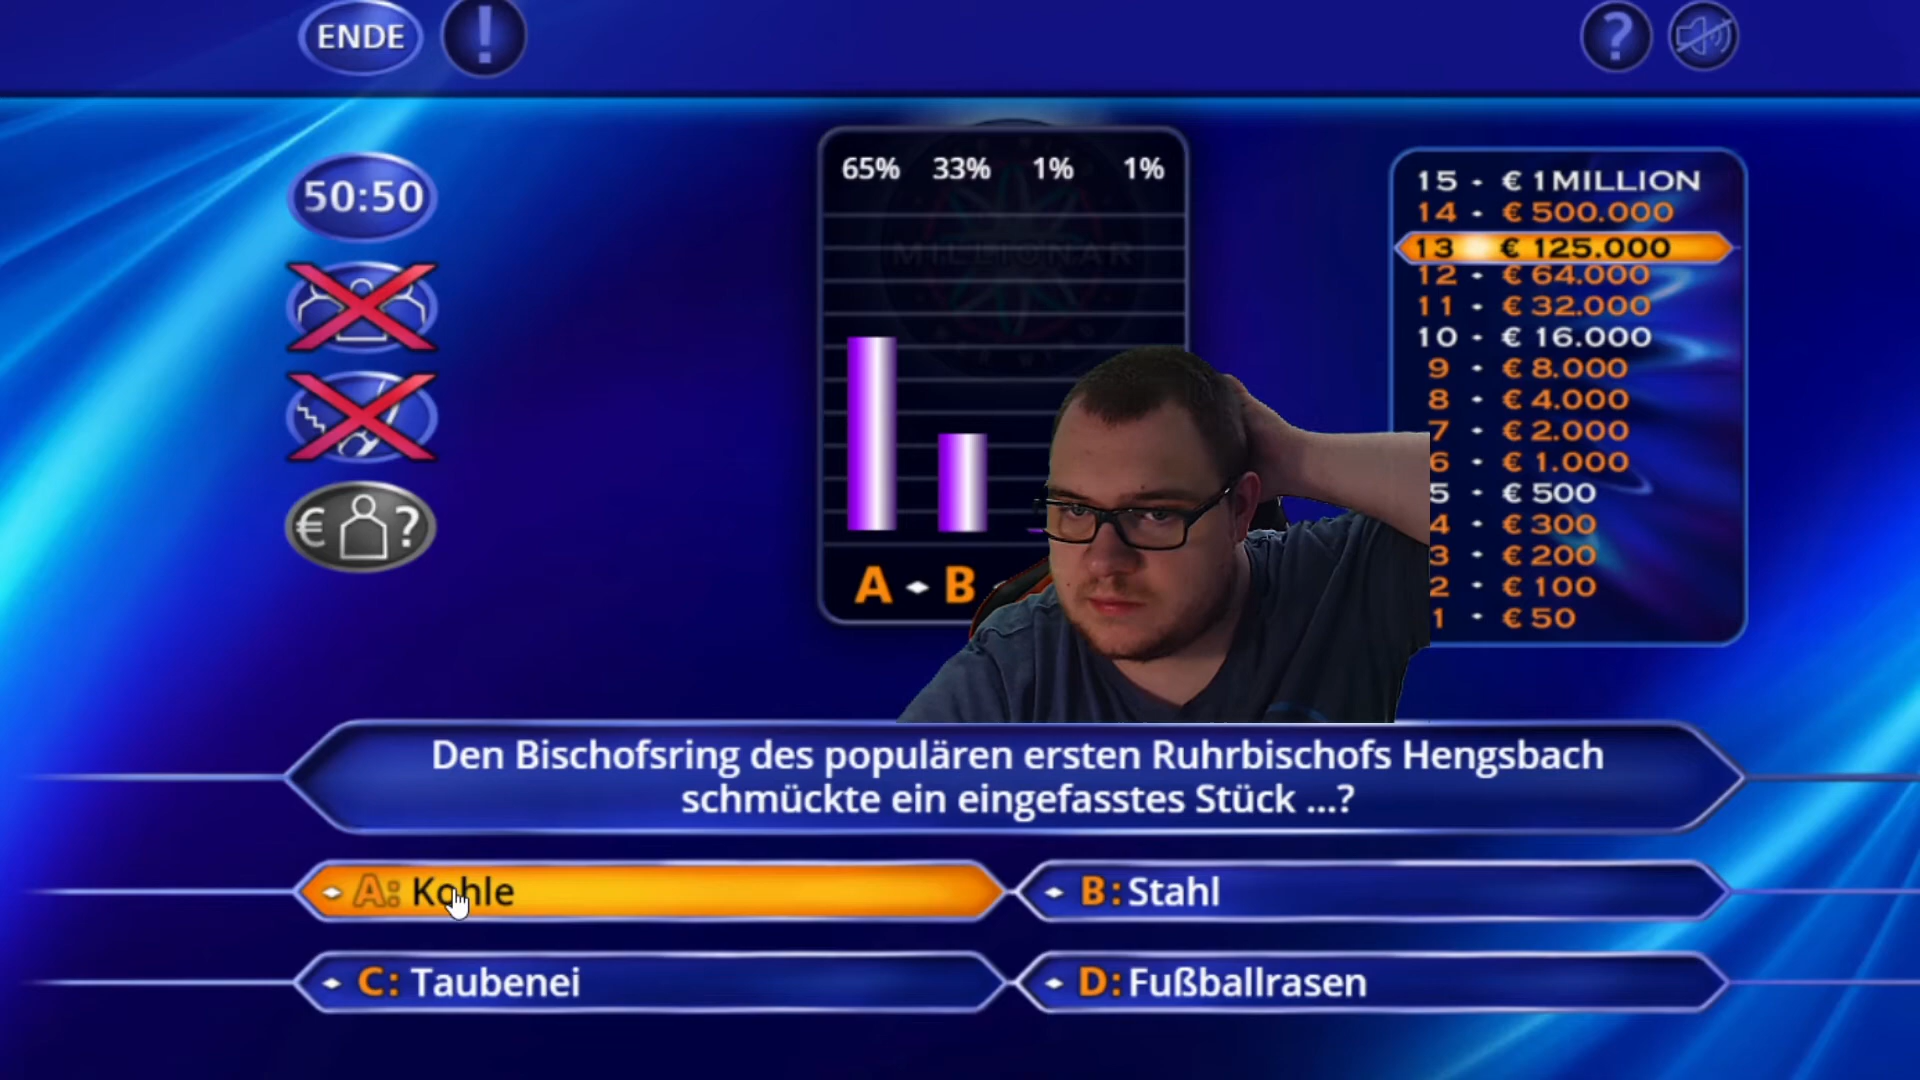 ENDE !
?
50:50
€ ?
65% 33% 1% 1%
MILLIONÄR
A B
15 · € 1 MILLION
14 · € 500.000
13 € 125.000
12 · € 64.000
11 · € 32.000
10 · € 16.000
9 · € 8.000
8 · € 4.000
7 · € 2.000
6 · € 1.000
5 · € 500
4 · € 300
3 · € 200
2 · € 100
1 · € 50
Den Bischofsring des populären ersten Ruhrbischofs Hengsbach
schmückte ein eingefasstes Stück ...?
A: Kohle
B: Stahl
C: Taubenei
D: Fußballrasen